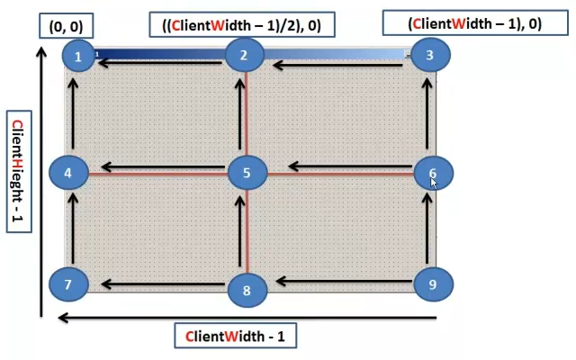 (0, 0)
((ClientWidth – 1)/2), 0)
(ClientWidth – 1), 0)
1
2
3
ClientHieght - 1
4
5
6
7
8
9
ClientWidth - 1